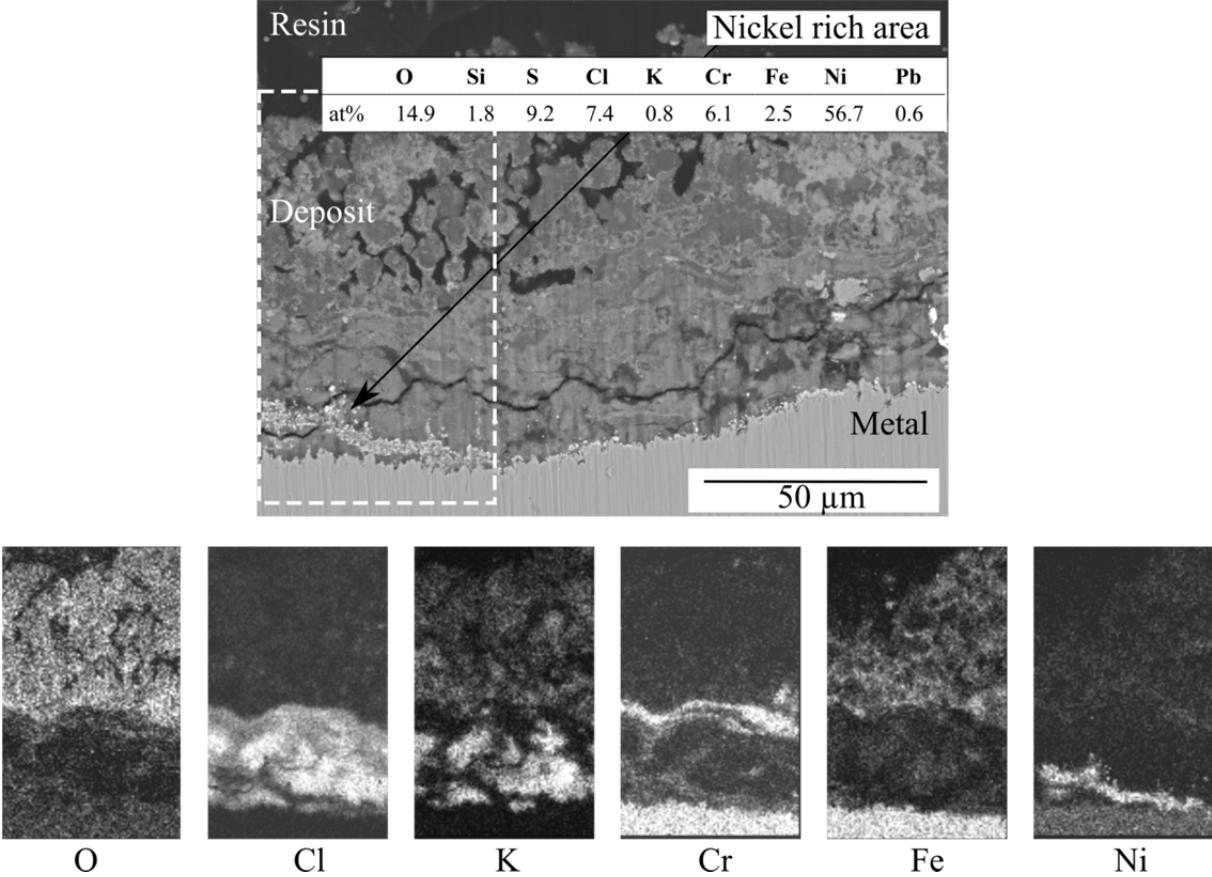 Resin
Nickel rich area
O Si S Cl K Cr Fe Ni Pb
at% 14.9 1.8 9.2 7.4 0.8 6.1 2.5 56.7 0.6
Deposit
Metal
50 µm
O Cl K Cr Fe Ni